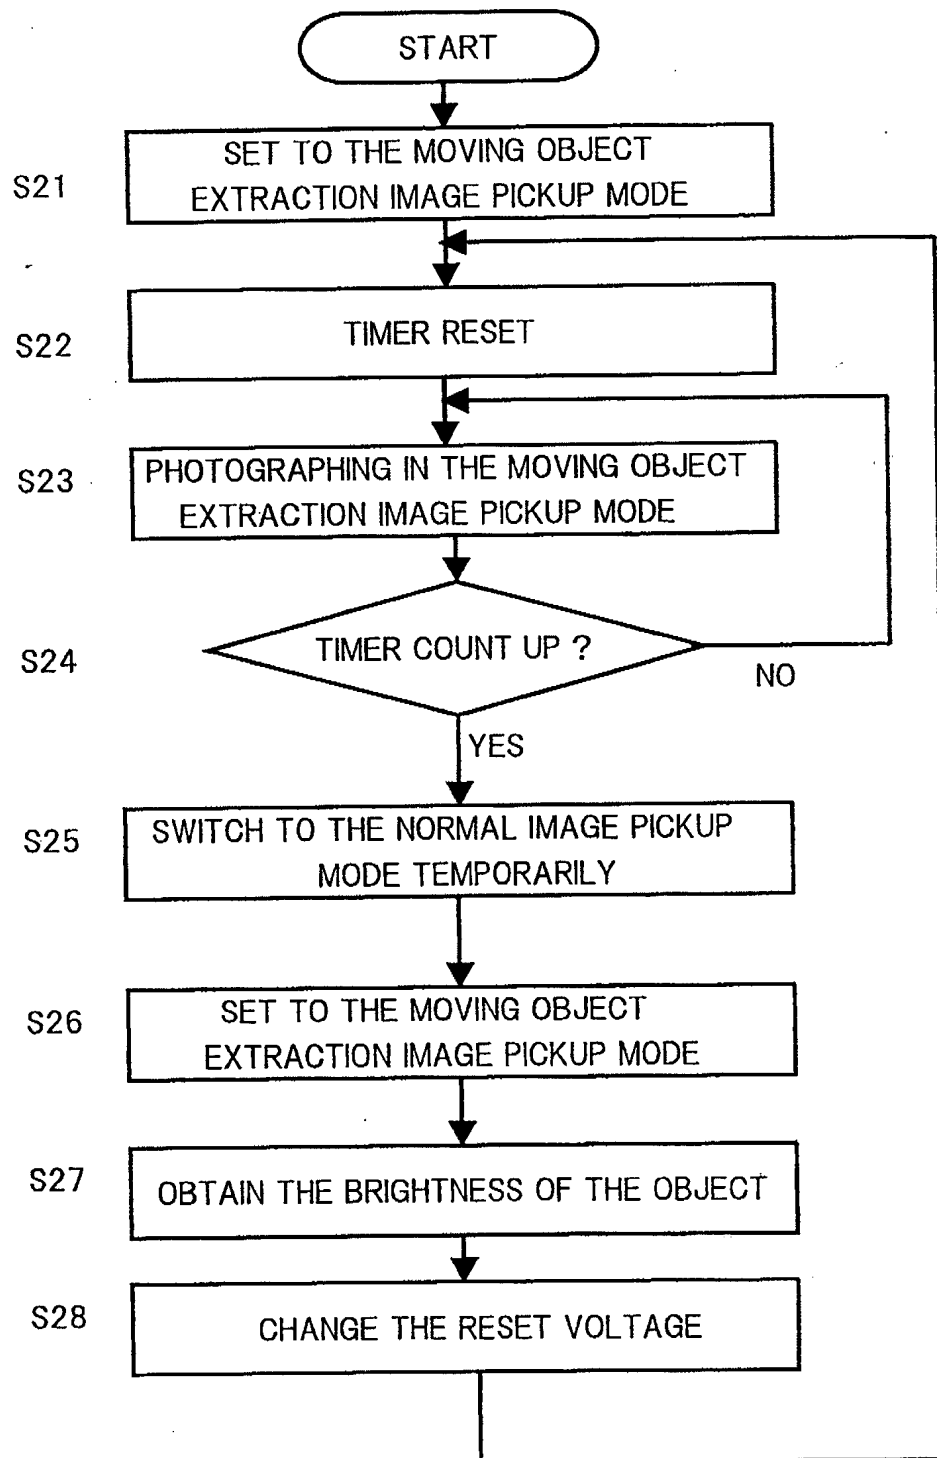 START
S21
SET TO THE MOVING OBJECT
EXTRACTION IMAGE PICKUP MODE
S22
TIMER RESET
S23
PHOTOGRAPHING IN THE MOVING OBJECT
EXTRACTION IMAGE PICKUP MODE
S24
TIMER COUNT UP ?
NO
YES
S25
SWITCH TO THE NORMAL IMAGE PICKUP
MODE TEMPORARILY
S26
SET TO THE MOVING OBJECT
EXTRACTION IMAGE PICKUP MODE
S27
OBTAIN THE BRIGHTNESS OF THE OBJECT
S28
CHANGE THE RESET VOLTAGE